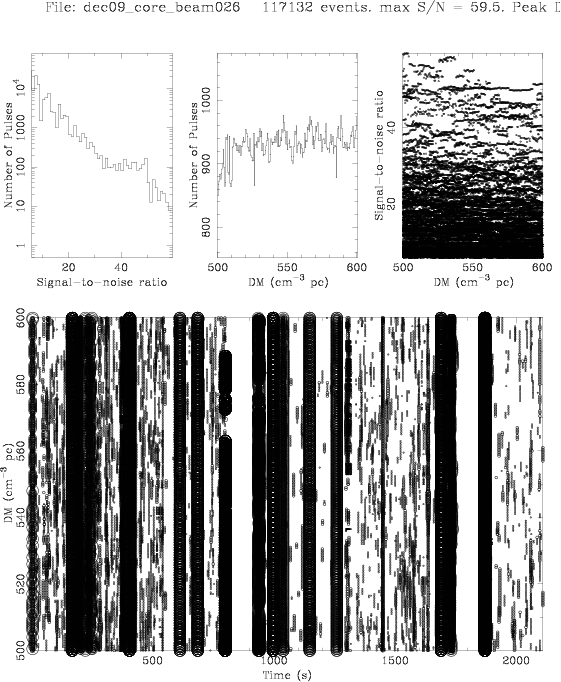 File: dec09_core_beam026 117132 events. max S/N = 59.5. Peak
Number of Pulses
1 10 100 1000 10⁴
20 40
Signal-to-noise ratio
Number of Pulses
800 900 1000
500 550 600
DM (cm⁻³ pc)
Signal-to-noise ratio
20 40
500 550 600
DM (cm⁻³ pc)
DM (cm⁻³ pc)
500 520 540 560 580 600
500 1000 1500 2000
Time (s)